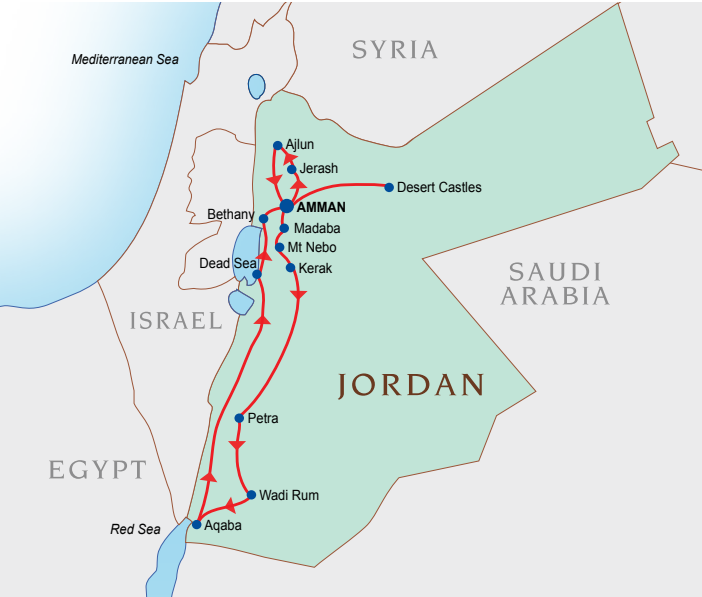 SYRIA
Mediterranean Sea
Ajlun
Jerash
Desert Castles
AMMAN
Bethany
Madaba
Mt Nebo
Dead Sea
Kerak
SAUDI
ARABIA
ISRAEL
JORDAN
Petra
EGYPT
Wadi Rum
Red Sea
Aqaba